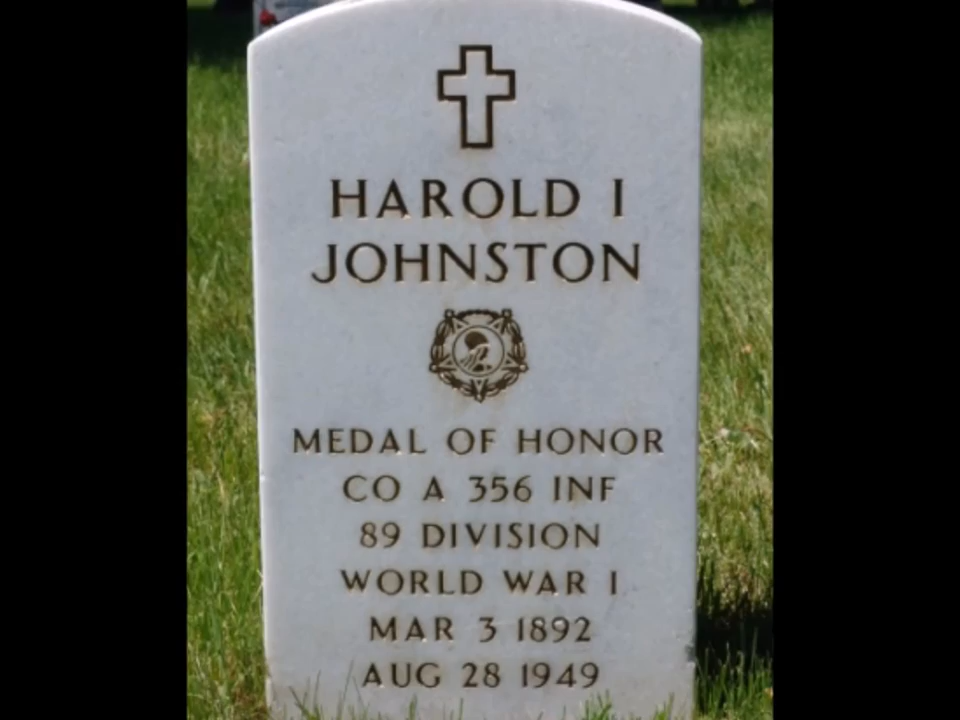 HAROLD I
JOHNSTON
MEDAL OF HONOR
CO A 356 INF
89 DIVISION
WORLD WAR I
MAR 3 1892
AUG 28 1949